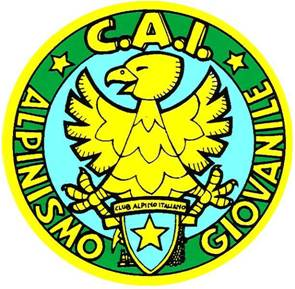 C.A.I.
ALPINISMO
GIOVANILE
CLUB ALPINO ITALIANO